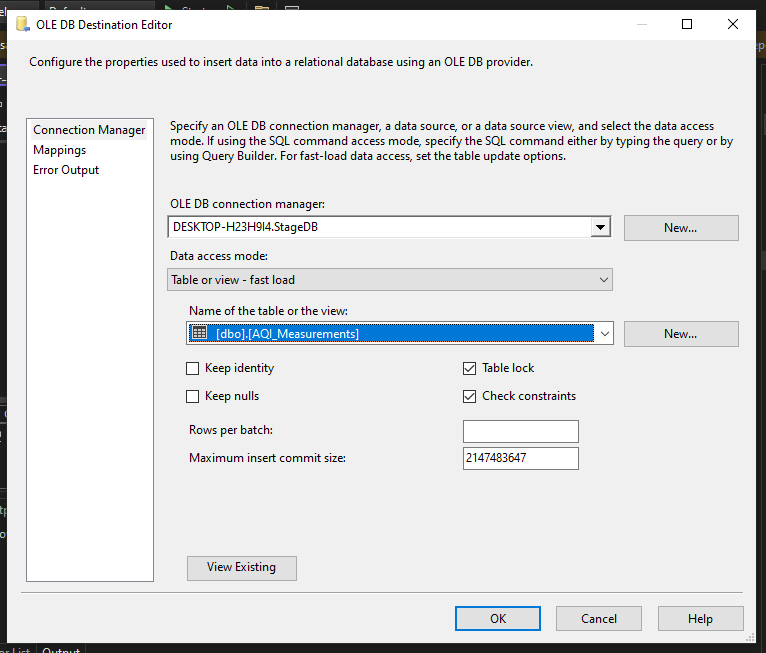 OLE DB Destination Editor
Configure the properties used to insert data into a relational database using an OLE DB provider.
Connection Manager
Mappings
Error Output
Specify an OLE DB connection manager, a data source, or a data source view, and select the data access
mode. If using the SQL command access mode, specify the SQL command either by typing the query or by
using Query Builder. For fast-load data access, set the table update options.
OLE DB connection manager:
DESKTOP-H23H9I4.StageDB
New...
Data access mode:
Table or view - fast load
Name of the table or the view:
[dbo].[AQI_Measurements]
New...
Keep identity
Table lock
Keep nulls
Check constraints
Rows per batch:
Maximum insert commit size:
2147483647
View Existing
OK
Cancel
Help
Output